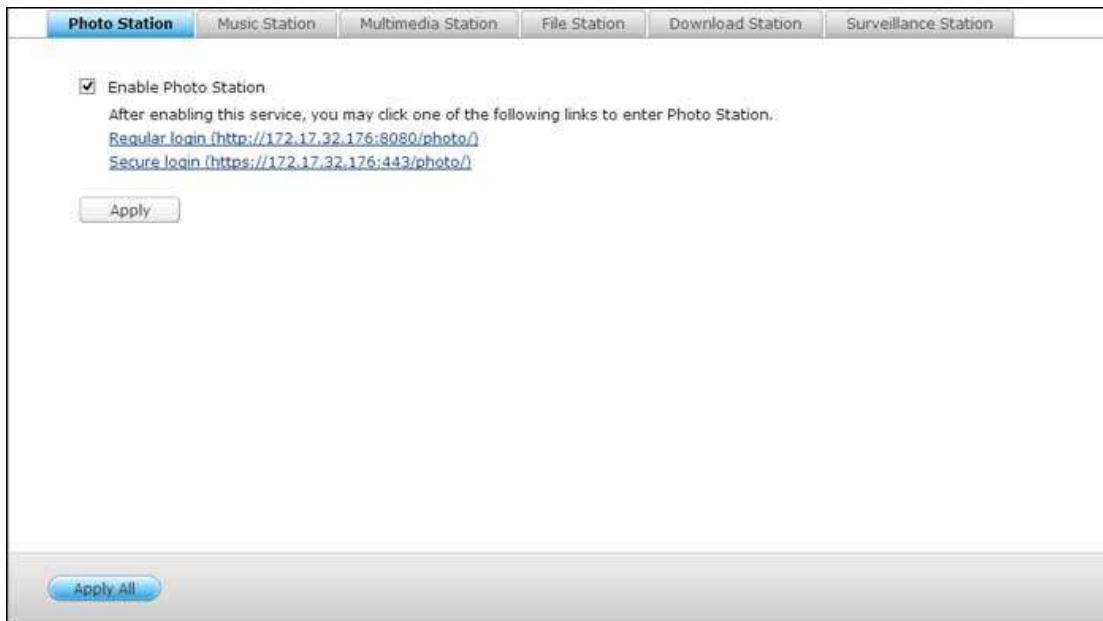 Photo Station Music Station Multimedia Station File Station Download Station Surveillance Station
Enable Photo Station
After enabling this service, you may click one of the following links to enter Photo Station.
Regular login (http://172.17.32.176:8080/photo/)
Secure login (https://172.17.32.176:443/photo/)
Apply
Apply All